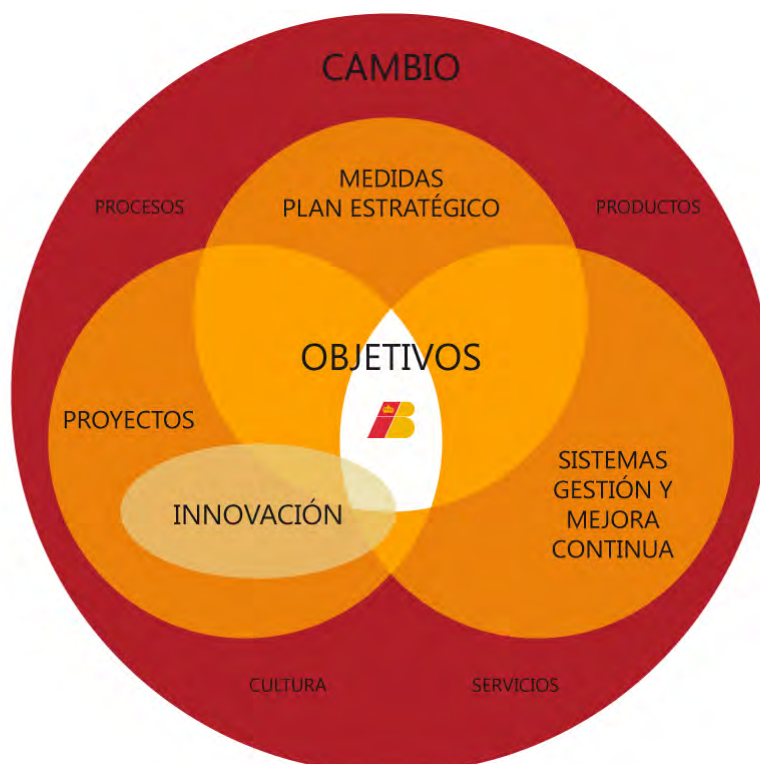 CAMBIO
MEDIDAS
PLAN ESTRATÉGICO
PROCESOS
PRODUCTOS
OBJETIVOS
PROYECTOS
SISTEMAS
GESTIÓN Y
MEJORA
CONTINUA
INNOVACIÓN
CULTURA
SERVICIOS